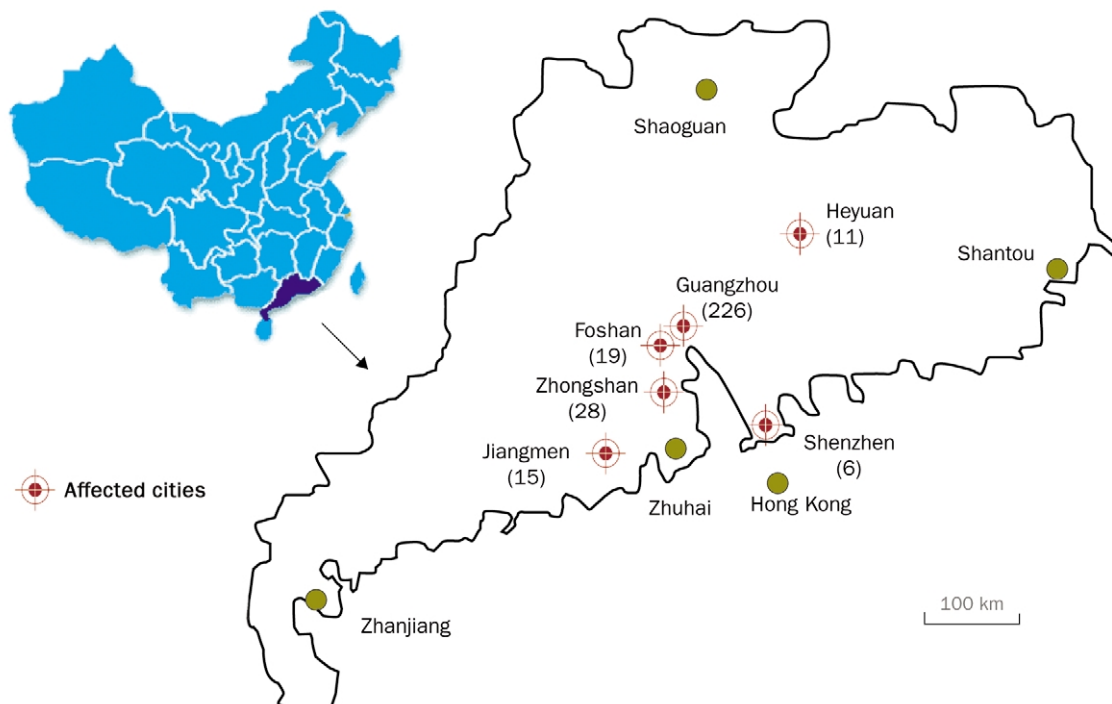 Shaoguan
Heyuan
(11)
Shantou
Guangzhou
(226)
Foshan
(19)
Zhongshan
(28)
Jiangmen
(15)
Shenzhen
(6)
Affected cities
Zhuhai
Hong Kong
100 km
Zhanjiang